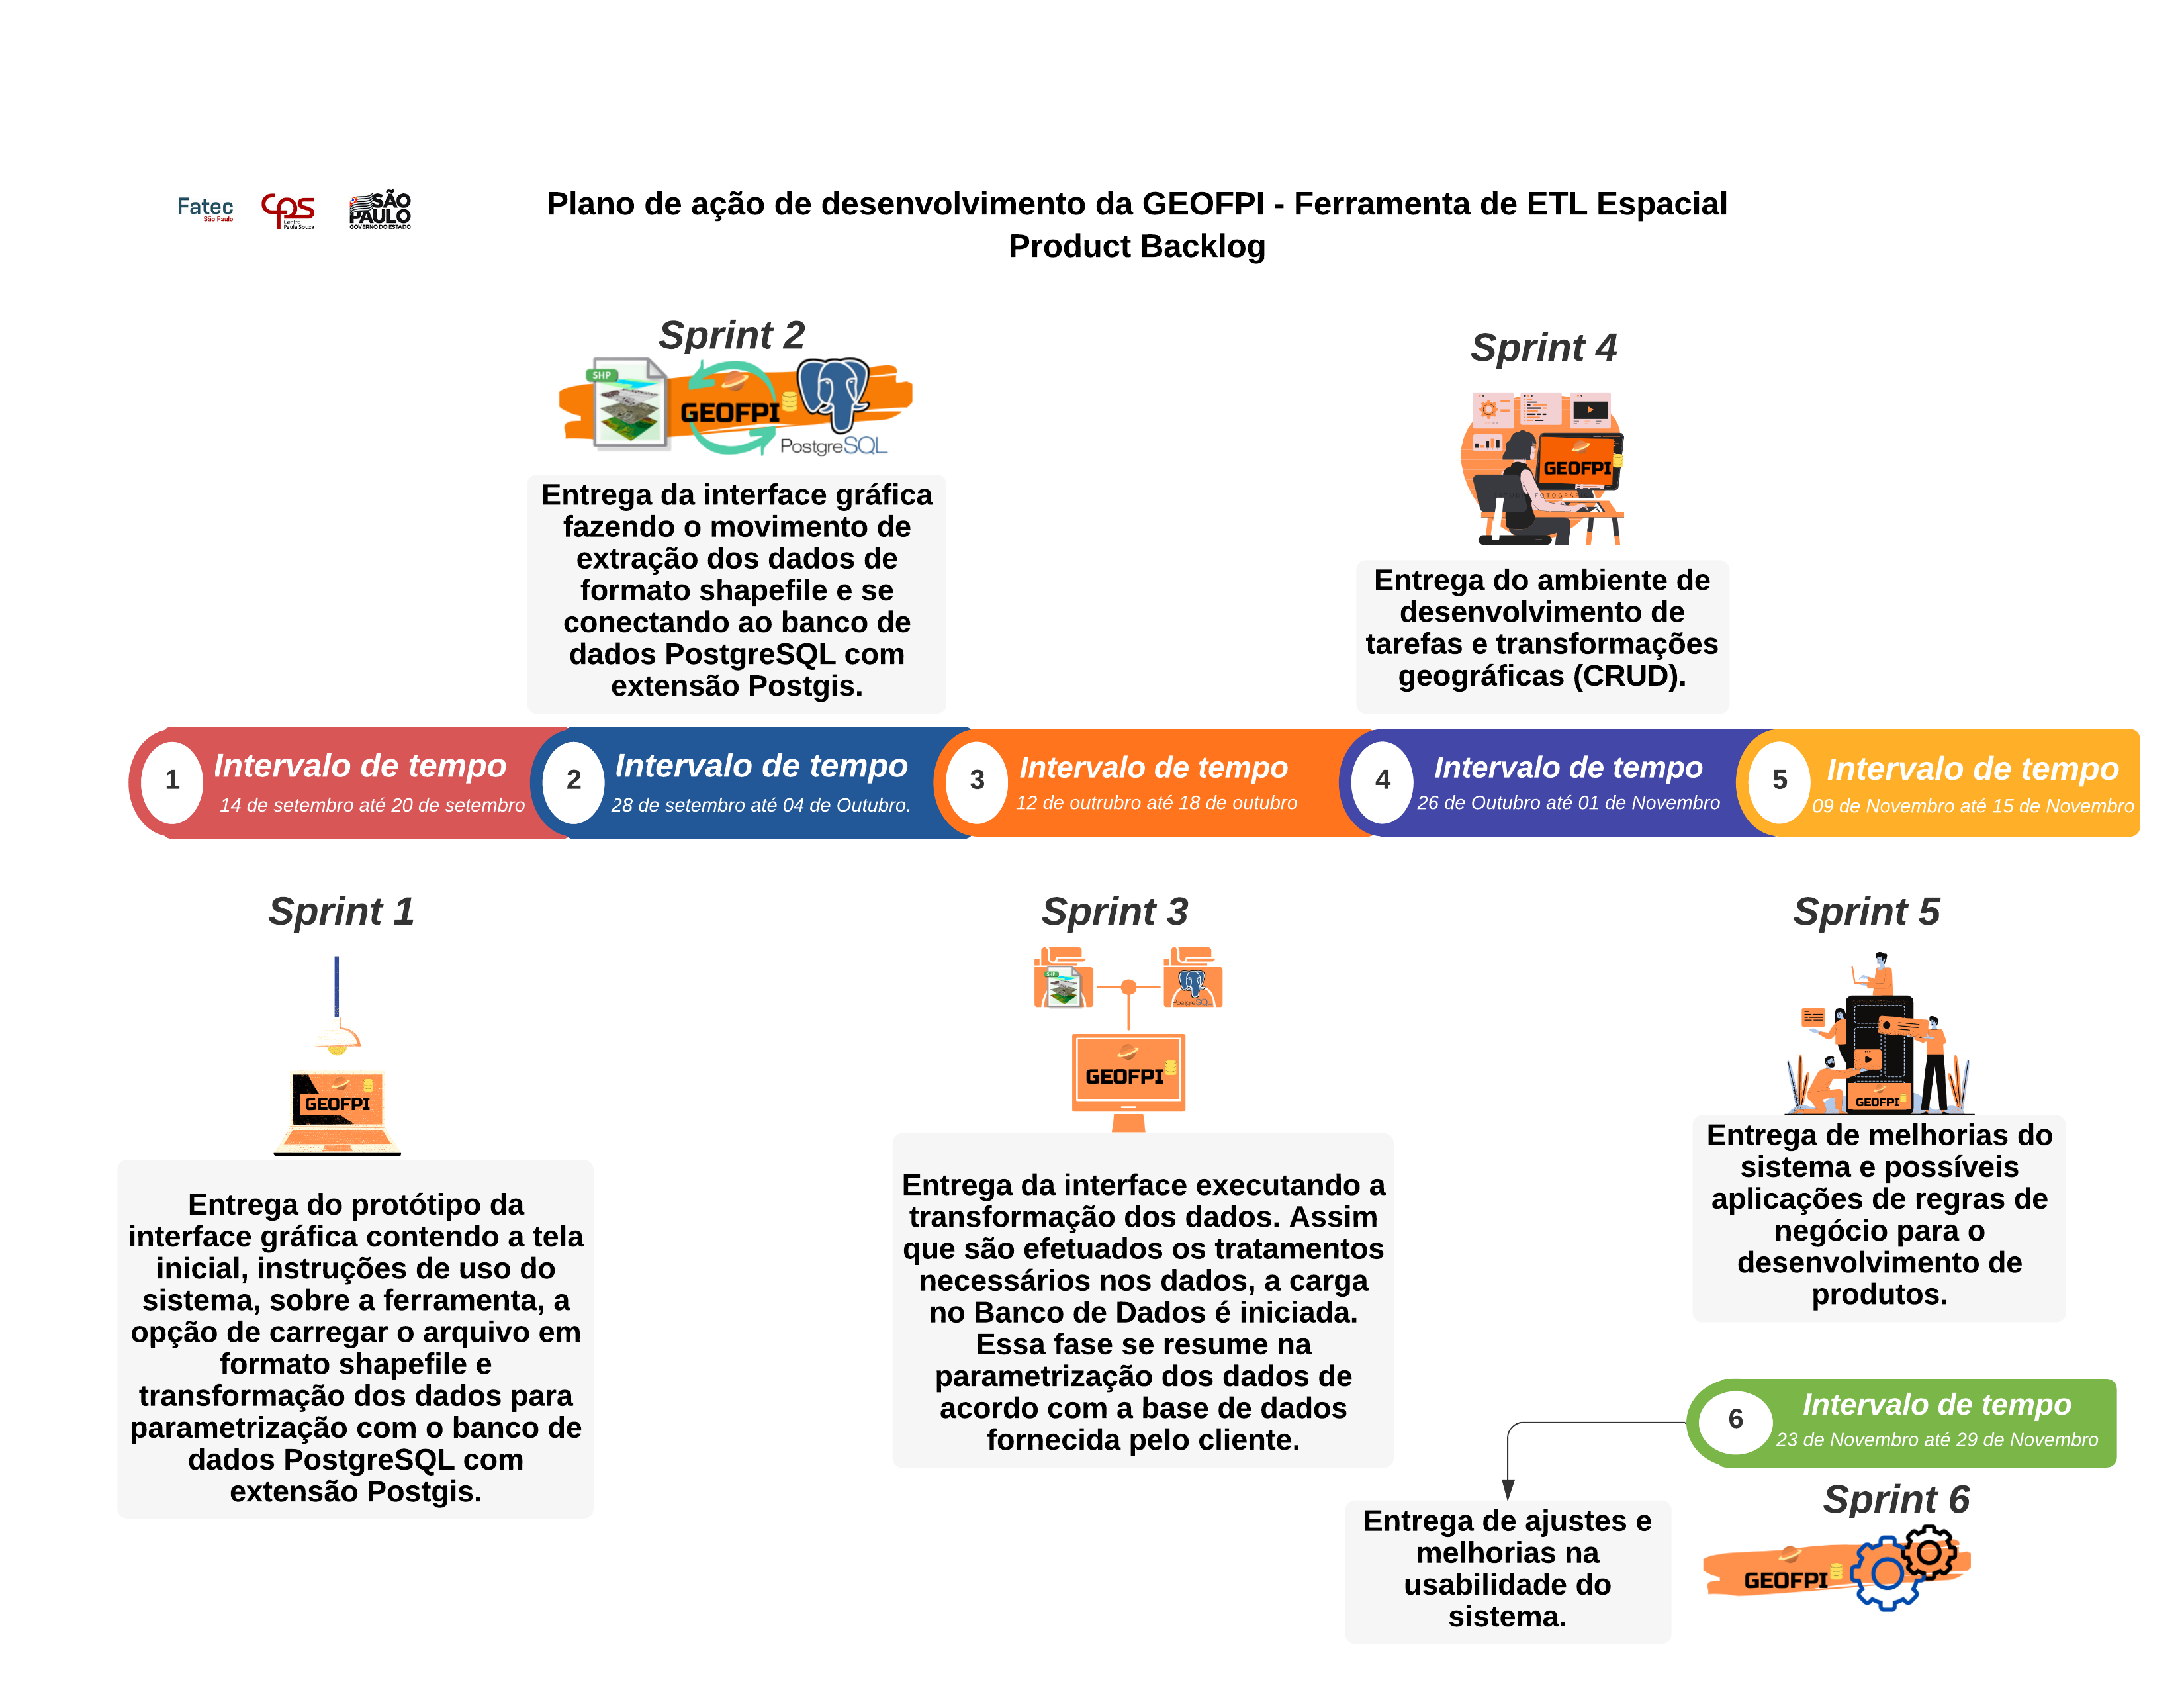 Fatec
São Paulo
CPS
Centro
Paula Souza
SÃO
PAULO
GOVERNO DO ESTADO
Plano de ação de desenvolvimento da GEOFPI - Ferramenta de ETL Espacial
Product Backlog
Sprint 2
SHP
GEOFPI
PostgreSQL
Entrega da interface gráfica
fazendo o movimento de
extração dos dados de
formato shapefile e se
conectando ao banco de
dados PostgreSQL com
extensão Postgis.
Sprint 4
GEOFPI
Entrega do ambiente de
desenvolvimento de
tarefas e transformações
geográficas (CRUD).
1
Intervalo de tempo
14 de setembro até 20 de setembro
2
Intervalo de tempo
28 de setembro até 04 de Outubro.
3
Intervalo de tempo
12 de outrubro até 18 de outubro
4
Intervalo de tempo
26 de Outubro até 01 de Novembro
5
Intervalo de tempo
09 de Novembro até 15 de Novembro
Sprint 1
GEOFPI
Entrega do protótipo da
interface gráfica contendo a tela
inicial, instruções de uso do
sistema, sobre a ferramenta, a
opção de carregar o arquivo em
formato shapefile e
transformação dos dados para
parametrização com o banco de
dados PostgreSQL com
extensão Postgis.
Sprint 3
SHP
PostgreSQL
GEOFPI
Entrega da interface executando a
transformação dos dados. Assim
que são efetuados os tratamentos
necessários nos dados, a carga
no Banco de Dados é iniciada.
Essa fase se resume na
parametrização dos dados de
acordo com a base de dados
fornecida pelo cliente.
Sprint 5
GEOFPI
Entrega de melhorias do
sistema e possíveis
aplicações de regras de
negócio para o
desenvolvimento de
produtos.
6
Intervalo de tempo
23 de Novembro até 29 de Novembro
Sprint 6
GEOFPI
Entrega de ajustes e
melhorias na
usabilidade do
sistema.